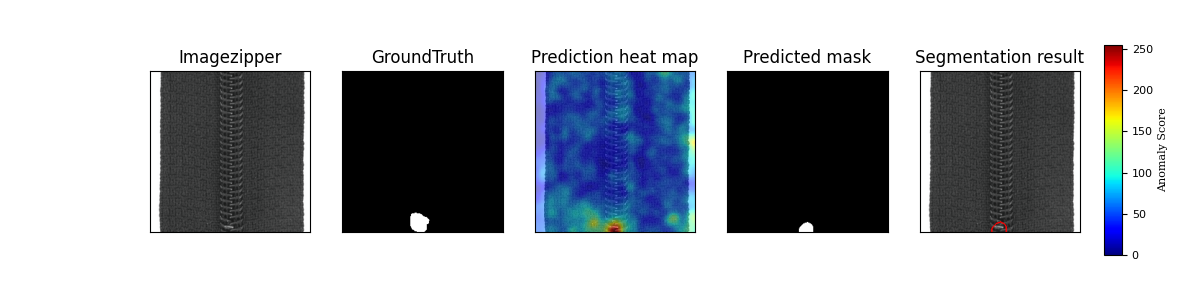 Imagezipper
GroundTruth
Prediction heat map
Predicted mask
Segmentation result
250
200
150
100
50
0
Anomaly Score